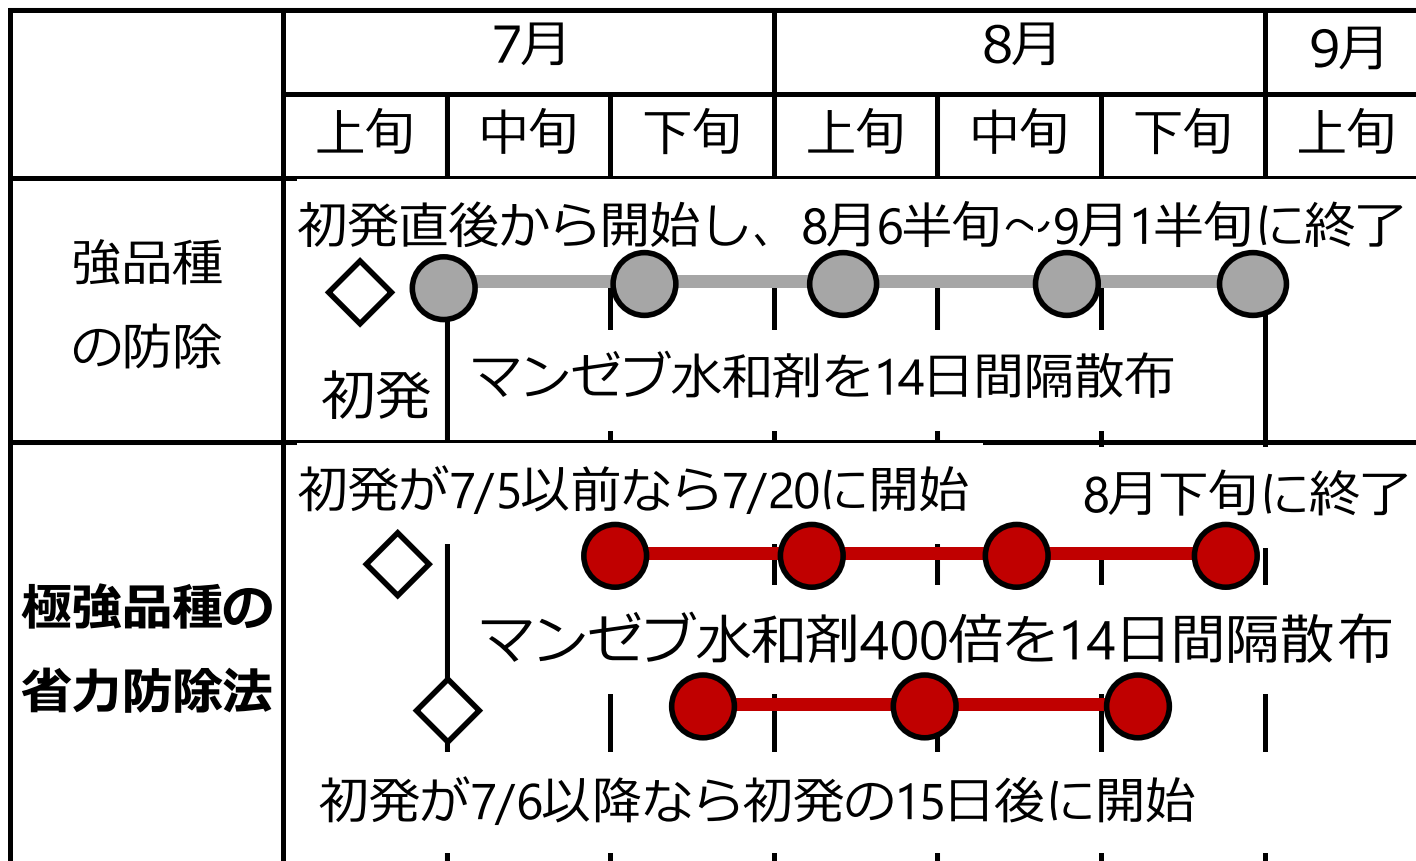 7月
8月
9月
上旬
中旬
下旬
上旬
中旬
下旬
上旬
強品種
の防除
初発直後から開始し、8月6半旬～9月1半旬に終了
初発
マンゼブ水和剤を14日間隔散布
極強品種の
省力防除法
初発が7/5以前なら7/20に開始
8月下旬に終了
マンゼブ水和剤400倍を14日間隔散布
初発が7/6以降なら初発の15日後に開始